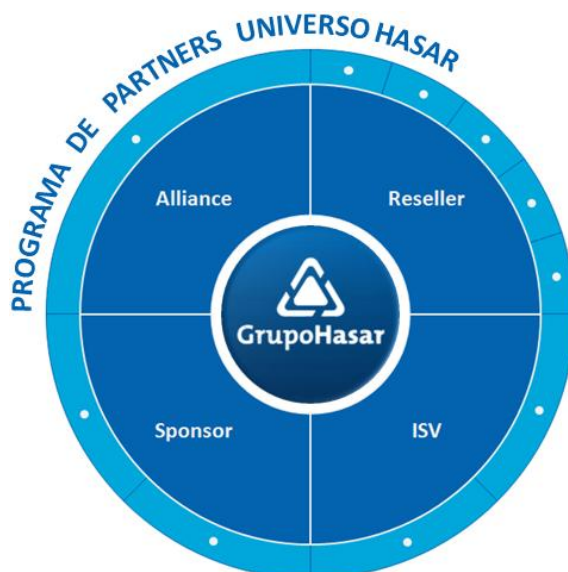 PROGRAMA DE PARTNERS UNIVERSO HASAR
Alliance
Reseller
GrupoHasar
Sponsor
ISV